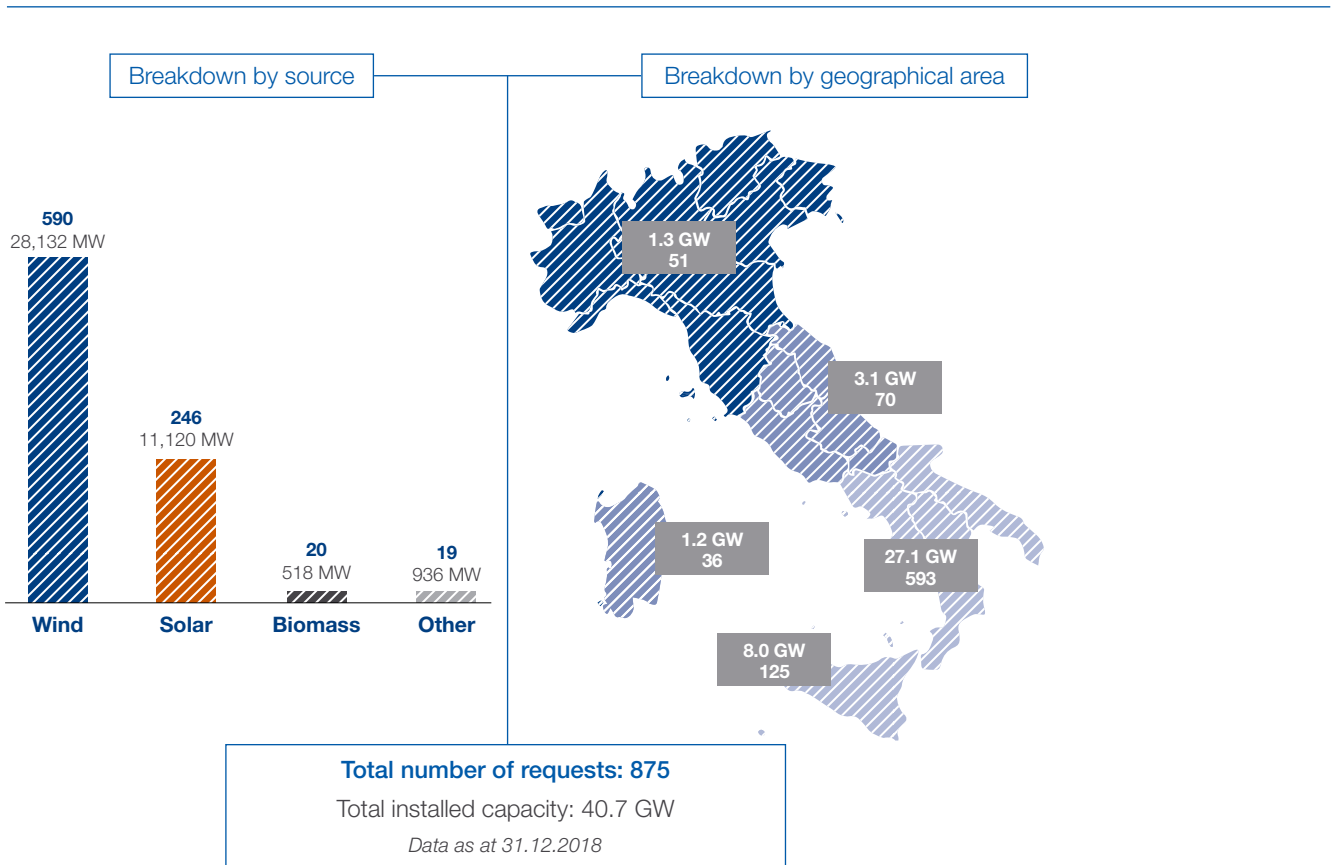 Breakdown by source
590
28,132 MW
246
11,120 MW
20
518 MW
19
936 MW
Wind
Solar
Biomass
Other
Breakdown by geographical area
1.3 GW
51
3.1 GW
70
1.2 GW
36
27.1 GW
593
8.0 GW
125
Total number of requests: 875
Total installed capacity: 40.7 GW
Data as at 31.12.2018